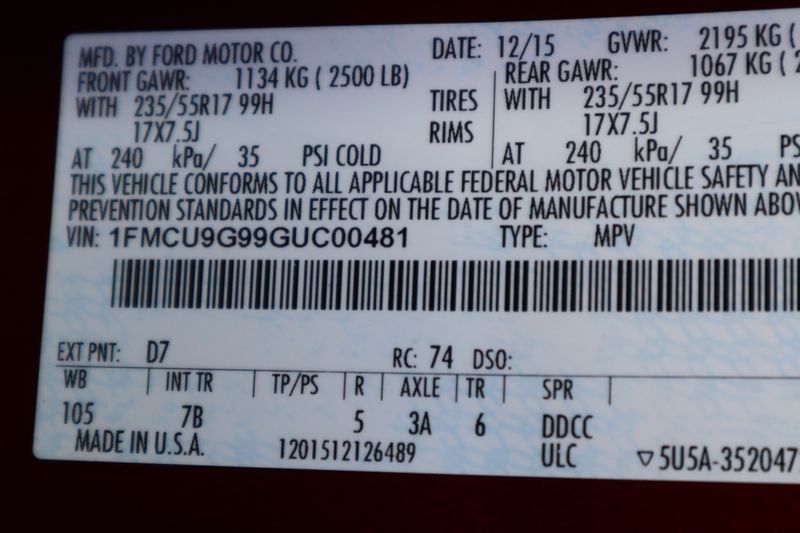 MFD. BY FORD MOTOR CO. DATE: 12/15 GVWR: 2195 KG (
FRONT GAWR: 1134 KG ( 2500 LB) REAR GAWR: 1067 KG ( 2
WITH 235/55R17 99H TIRES WITH 235/55R17 99H
17X7.5J RIMS 17X7.5J
AT 240 kPa/ 35 PSI COLD AT 240 kPa/ 35 PS
THIS VEHICLE CONFORMS TO ALL APPLICABLE FEDERAL MOTOR VEHICLE SAFETY AN
PREVENTION STANDARDS IN EFFECT ON THE DATE OF MANUFACTURE SHOWN ABOV
VIN: 1FMCU9G99GUC00481 TYPE: MPV
EXT PNT: D7 RC: 74 DSO:
WB INT TR TP/PS R AXLE TR SPR
105 7B 5 3A 6 DDCC
MADE IN U.S.A. 1201512126489 ULC ▽5U5A-352047